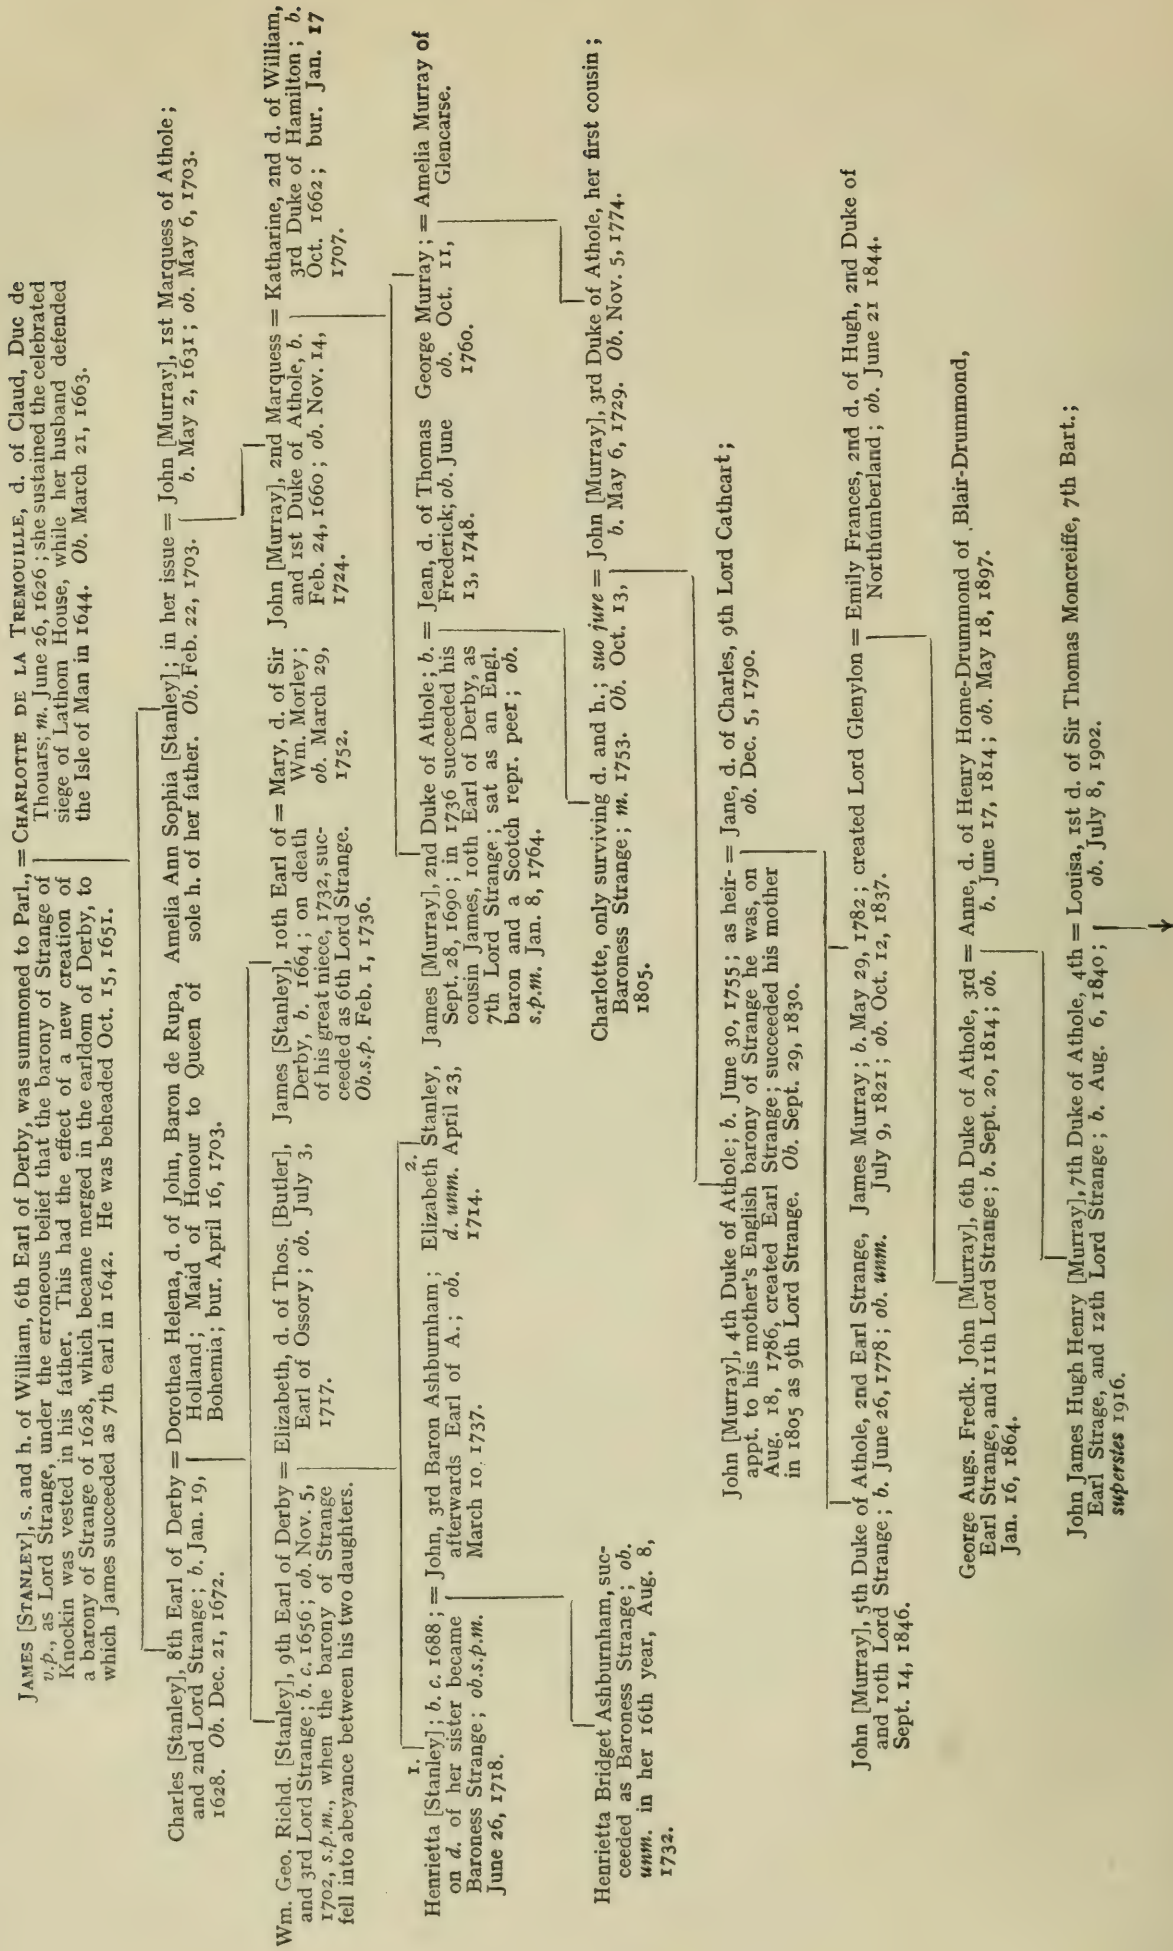 JAMES [STANLEY], s. and h. of William, 6th Earl of Derby, was summoned to Parl.,
v.p., as Lord Strange, under the erroneous belief that the barony of Strange of
Knockin was vested in his father. This had the effect of a new creation of
a barony of Strange of 1628, which became merged in the earldom of Derby, to
which James succeeded as 7th earl in 1642. He was beheaded Oct. 15, 1651.
= CHARLOTTE DE LA TREMOUILLE, d. of Claud, Duc de
Thouars; m. June 26, 1626; she sustained the celebrated
siege of Lathom House, while her husband defended
the Isle of Man in 1644. Ob. March 21, 1663.
Charles [Stanley], 8th Earl of Derby
and 2nd Lord Strange; b. Jan. 19,
1628. Ob. Dec. 21, 1672.
= Dorothea Helena, d. of John, Baron de Rupa,
Holland; Maid of Honour to Queen of
Bohemia; bur. April 16, 1703.
Amelia Ann Sophia [Stanley]; in her issue
sole h. of her father. Ob. Feb. 22, 1703.
= John [Murray], 1st Marquess of Athole;
b. May 2, 1631; ob. May 6, 1703.
Wm. Geo. Richd. [Stanley], 9th Earl of Derby
and 3rd Lord Strange; b. c. 1656; ob. Nov. 5,
1702, s.p.m., when the barony of Strange
fell into abeyance between his two daughters.
= Elizabeth, d. of Thos. [Butler],
Earl of Ossory; ob. July 3,
1717.
James [Stanley], 10th Earl of
Derby, b. 1664; on death
of his great niece, 1732, suc-
ceeded as 6th Lord Strange.
Ob.s.p. Feb. 1, 1736.
= Mary, d. of Sir
Wm. Morley;
ob. March 29,
1752.
John [Murray], 2nd Marquess
and 1st Duke of Athole, b.
Feb. 24, 1660; ob. Nov. 14,
1724.
= Katharine, 2nd d. of William,
3rd Duke of Hamilton; b.
Oct. 1662; bur. Jan. 17
1707.
1.
Henrietta [Stanley]; b. c. 1688;
on d. of her sister became
Baroness Strange; ob.s.p.m.
June 26, 1718.
= John, 3rd Baron Ashburnham;
afterwards Earl of A.; ob.
March 10. 1737.
2.
Elizabeth Stanley,
d. unm. April 23,
1714.
James [Murray], 2nd Duke of Athole; b.
Sept. 28, 1690; in 1736 succeeded his
cousin James, 10th Earl of Derby, as
7th Lord Strange; sat as an Engl.
baron and a Scotch repr. peer; ob.
s.p.m. Jan. 8, 1764.
= Jean, d. of Thomas
Frederick; ob. June
13, 1748.
George Murray;
ob. Oct. 11,
1760.
= Amelia Murray of
Glencarse.
Henrietta Bridget Ashburnham, suc-
ceeded as Baroness Strange; ob.
unm. in her 16th year, Aug. 8,
1732.
Charlotte, only surviving d. and h.; suo jure
Baroness Strange; m. 1753. Ob. Oct. 13,
1805.
= John [Murray], 3rd Duke of Athole, her first cousin;
b. May 6, 1729. Ob. Nov. 5, 1774.
John [Murray], 4th Duke of Athole; b. June 30, 1755; as heir-
appt. to his mother's English barony of Strange he was, on
Aug. 18, 1786, created Earl Strange; succeeded his mother
in 1805 as 9th Lord Strange. Ob. Sept. 29, 1830.
= Jane, d. of Charles, 9th Lord Cathcart;
ob. Dec. 5, 1790.
John [Murray], 5th Duke of Athole, 2nd Earl Strange,
and 10th Lord Strange; b. June 26, 1778; ob. unm.
Sept. 14, 1846.
James Murray; b. May 29, 1782; created Lord Glenylon
July 9, 1821; ob. Oct. 12, 1837.
= Emily Frances, 2nd d. of Hugh, 2nd Duke of
Northumberland; ob. June 21 1844.
George Augs. Fredk. John [Murray], 6th Duke of Athole, 3rd
Earl Strange, and 11th Lord Strange; b. Sept. 20, 1814; ob.
Jan. 16, 1864.
= Anne, d. of Henry Home-Drummond of Blair-Drummond,
b. June 17, 1814; ob. May 18, 1897.
John James Hugh Henry [Murray], 7th Duke of Athole, 4th
Earl Strage, and 12th Lord Strange; b. Aug. 6, 1840;
superstes 1916.
= Louisa, 1st d. of Sir Thomas Moncreiffe, 7th Bart.;
ob. July 8, 1902.